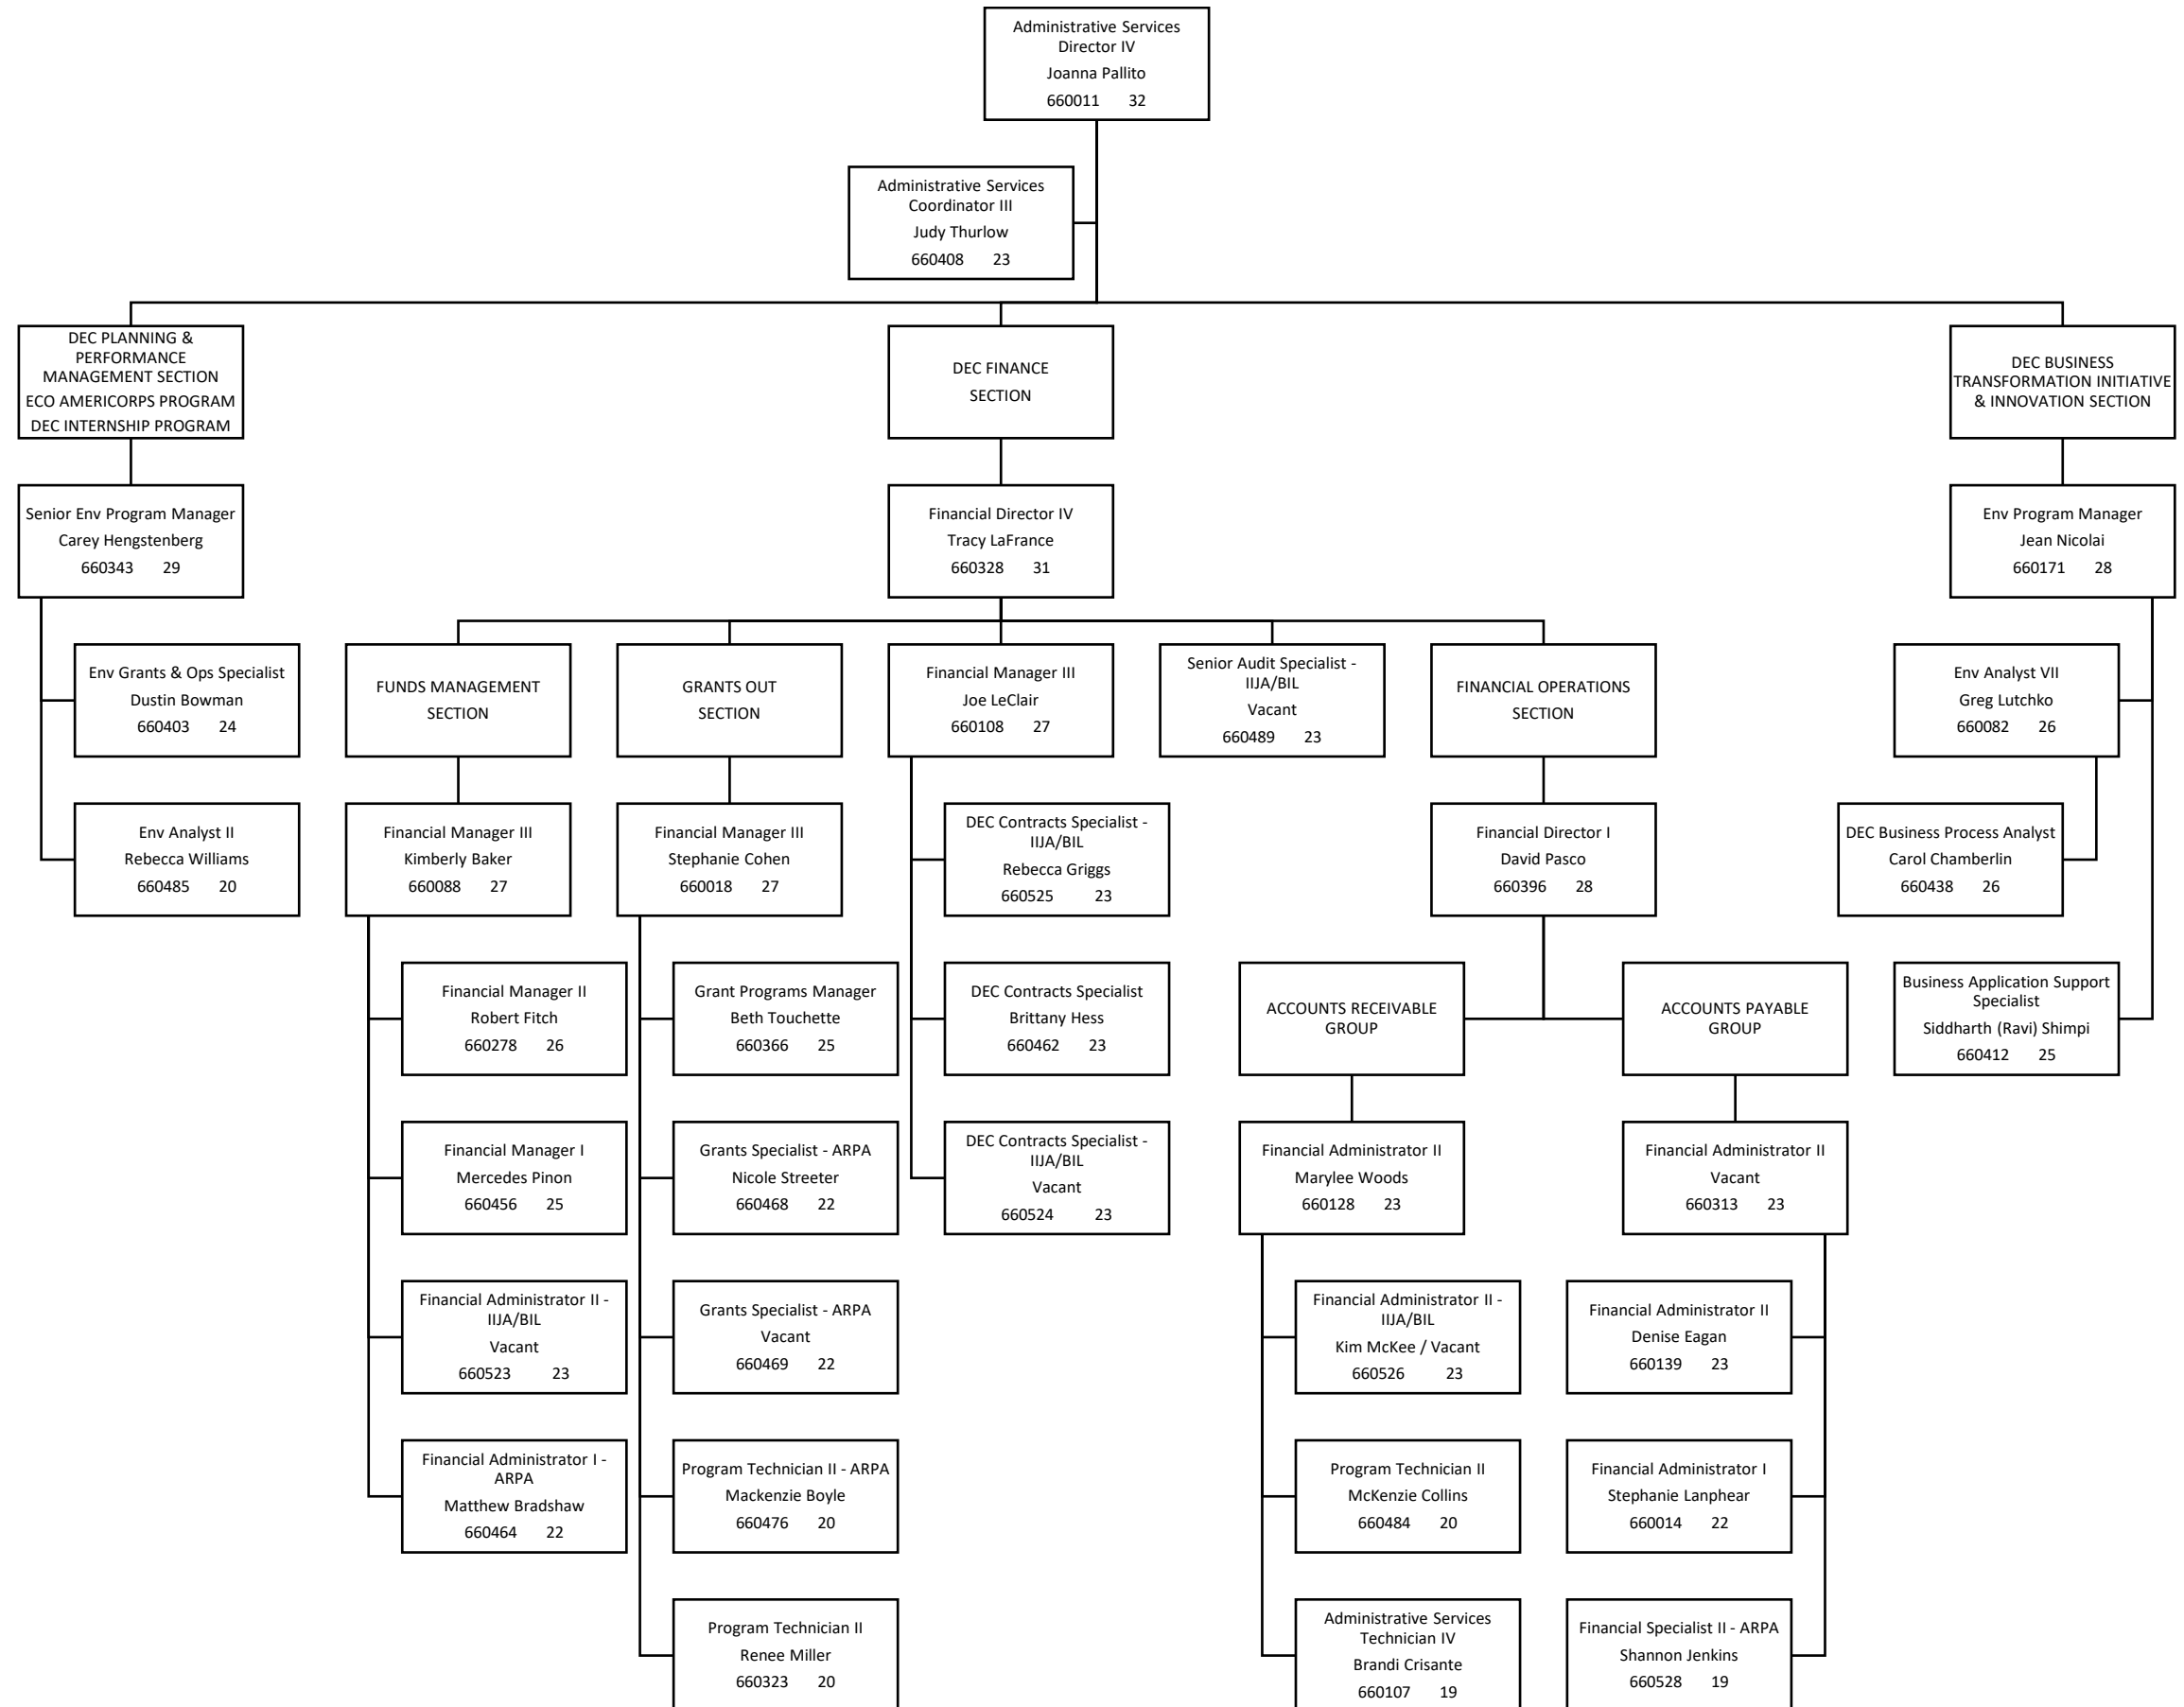 Administrative Services
Director IV
Joanna Pallito
660011 32
Administrative Services
Coordinator III
Judy Thurlow
660408 23
DEC PLANNING &
PERFORMANCE
MANAGEMENT SECTION
ECO AMERICORPS PROGRAM
DEC INTERNSHIP PROGRAM
DEC FINANCE
SECTION
DEC BUSINESS
TRANSFORMATION INITIATIVE
& INNOVATION SECTION
Senior Env Program Manager
Carey Hengstenberg
660343 29
Financial Director IV
Tracy LaFrance
660328 31
Env Program Manager
Jean Nicolai
660171 28
Env Grants & Ops Specialist
Dustin Bowman
660403 24
FUNDS MANAGEMENT
SECTION
GRANTS OUT
SECTION
Financial Manager III
Joe LeClair
660108 27
Senior Audit Specialist -
IIJA/BIL
Vacant
660489 23
FINANCIAL OPERATIONS
SECTION
Env Analyst VII
Greg Lutchko
660082 26
Env Analyst II
Rebecca Williams
660485 20
Financial Manager III
Kimberly Baker
660088 27
Financial Manager III
Stephanie Cohen
660018 27
DEC Contracts Specialist -
IIJA/BIL
Rebecca Griggs
660525 23
Financial Director I
David Pasco
660396 28
DEC Business Process Analyst
Carol Chamberlin
660438 26
Financial Manager II
Robert Fitch
660278 26
Grant Programs Manager
Beth Touchette
660366 25
DEC Contracts Specialist
Brittany Hess
660462 23
ACCOUNTS RECEIVABLE
GROUP
ACCOUNTS PAYABLE
GROUP
Business Application Support
Specialist
Siddharth (Ravi) Shimpi
660412 25
Financial Manager I
Mercedes Pinon
660456 25
Grants Specialist - ARPA
Nicole Streeter
660468 22
DEC Contracts Specialist -
IIJA/BIL
Vacant
660524 23
Financial Administrator II
Marylee Woods
660128 23
Financial Administrator II
Vacant
660313 23
Financial Administrator II -
IIJA/BIL
Vacant
660523 23
Grants Specialist - ARPA
Vacant
660469 22
Financial Administrator II -
IIJA/BIL
Kim McKee / Vacant
660526 23
Financial Administrator II
Denise Eagan
660139 23
Financial Administrator I -
ARPA
Matthew Bradshaw
660464 22
Program Technician II - ARPA
Mackenzie Boyle
660476 20
Program Technician II
McKenzie Collins
660484 20
Financial Administrator I
Stephanie Lanphear
660014 22
Program Technician II
Renee Miller
660323 20
Administrative Services
Technician IV
Brandi Crisante
660107 19
Financial Specialist II - ARPA
Shannon Jenkins
660528 19